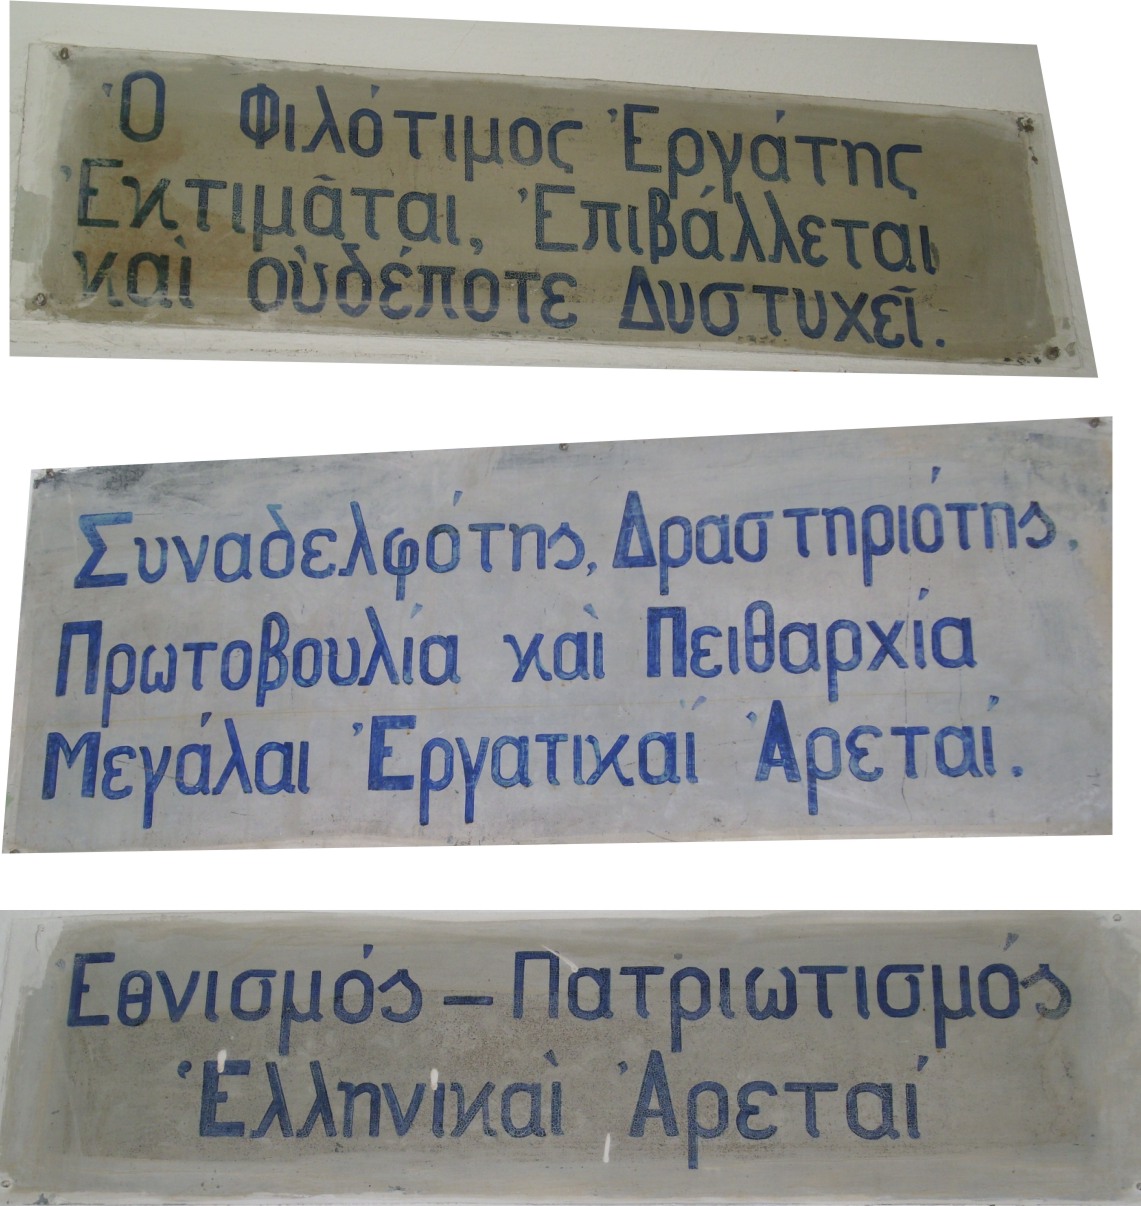 Ὁ Φιλότιμος Ἐργάτης
Ἐκτιμᾶται, Ἐπιβάλλεται
καὶ οὐδέποτε Δυστυχεῖ.
Συναδελφότης, Δραστηριότης,
Πρωτοβουλία καὶ Πειθαρχία
Μεγάλαι Ἐργατικαί Ἀρεταί.
Ἐθνισμός – Πατριωτισμός
Ἑλληνικαὶ Ἀρεταί